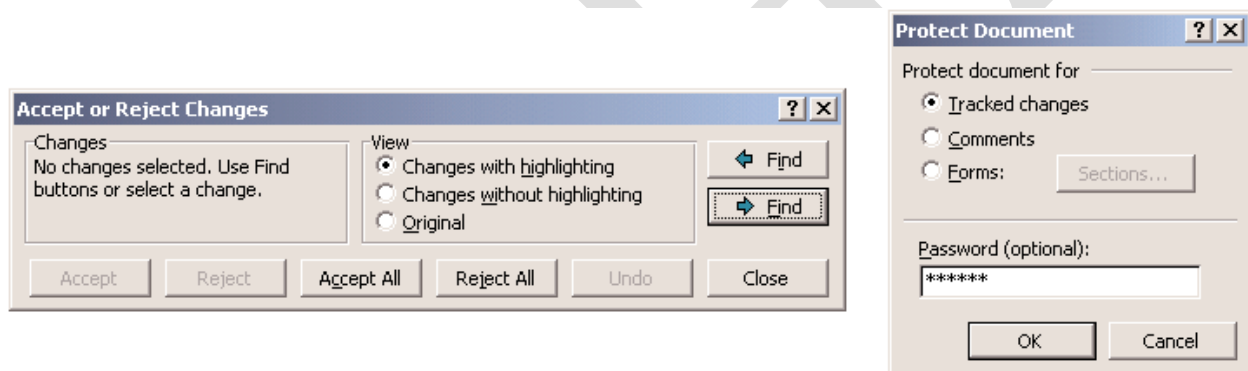 Accept or Reject Changes
Changes
No changes selected. Use Find
buttons or select a change.
View
Changes with highlighting
Changes without highlighting
Original
Find
Find
Accept
Reject
Accept All
Reject All
Undo
Close
Protect Document
Protect document for
Tracked changes
Comments
Forms:
Sections...
Password (optional):
******
OK
Cancel